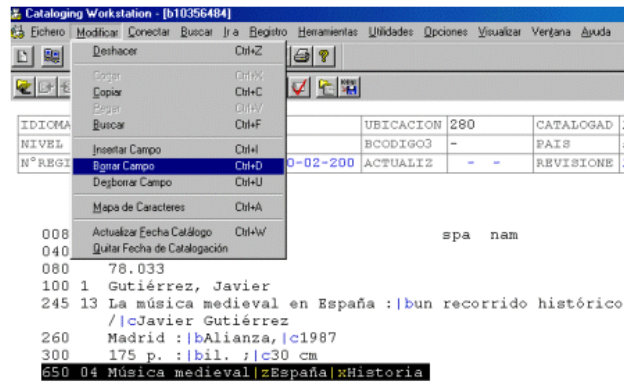 Cataloging Workstation - [b10356484]
Eichero Modificar Conectar Buscar Ir a Registro Herramientas Utilidades Opciones Visualizar Ventana Ayuda
Deshacer Ctrl+Z
Coger Ctrl+X
Copiar Ctrl+C
Pegar Ctrl+V
Buscar Ctrl+F
Insertar Campo Ctrl+I
Borrar Campo Ctrl+D
Desborrar Campo Ctrl+U
Mapa de Caracteres Ctrl+A
Actualizar Fecha Catálogo Ctrl+W
Quitar Fecha de Catalogación
IDIOMA UBICACION 280 CATALOGAD
NIVEL BCODIGO3 - PAIS
NºREGI 0-02-200 ACTUALIZ - - REVISIONE
008 spa nam
040
080 78.033
100 1 Gutiérrez, Javier
245 13 La música medieval en España :|bun recorrido histórico
/|cJavier Gutiérrez
260 Madrid :|bAlianza,|c1987
300 175 p. :|bil. ;|c30 cm
650 04 Música medieval|zEspaña|xHistoria